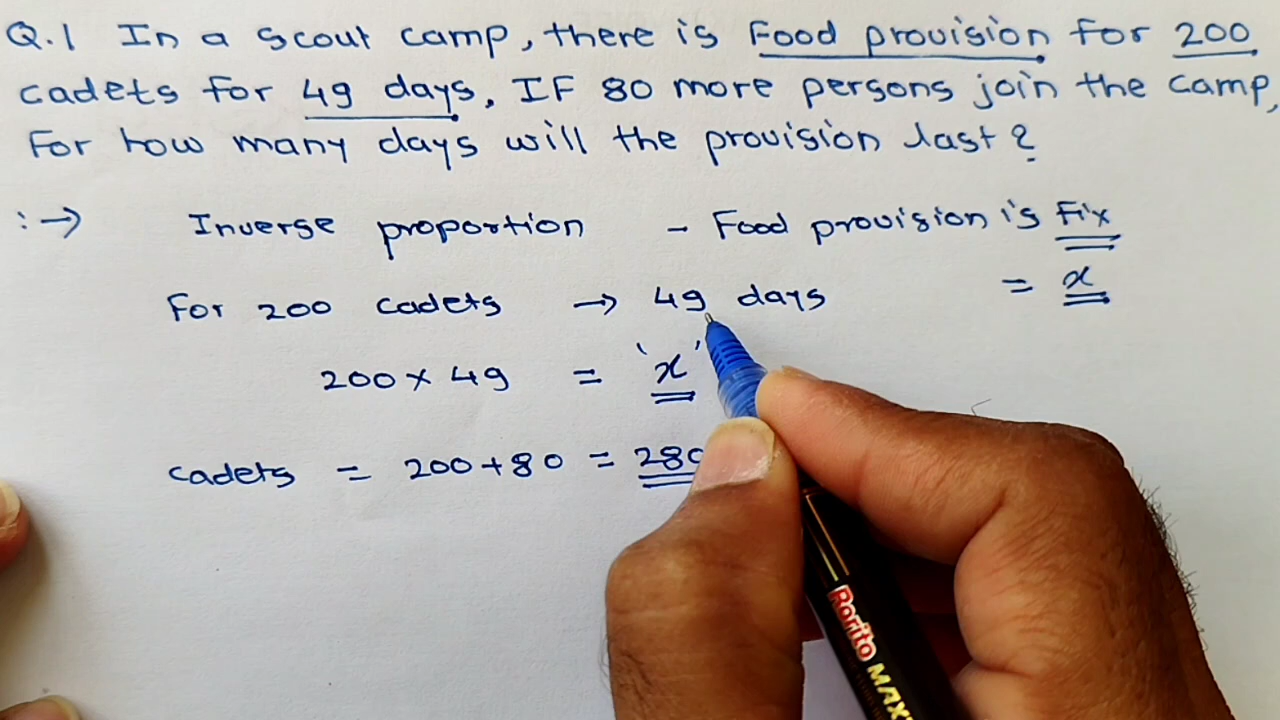 Q.1 In a scout camp, there is Food provision for 200
cadets for 49 days, IF 80 more persons join the camp,
For how many days will the provision last ?
:→ Inverse proportion - Food provision is Fix
For 200 cadets → 49 days = x
200 x 49 = 'x'
cadets = 200+80 = 280
Rorito MAX